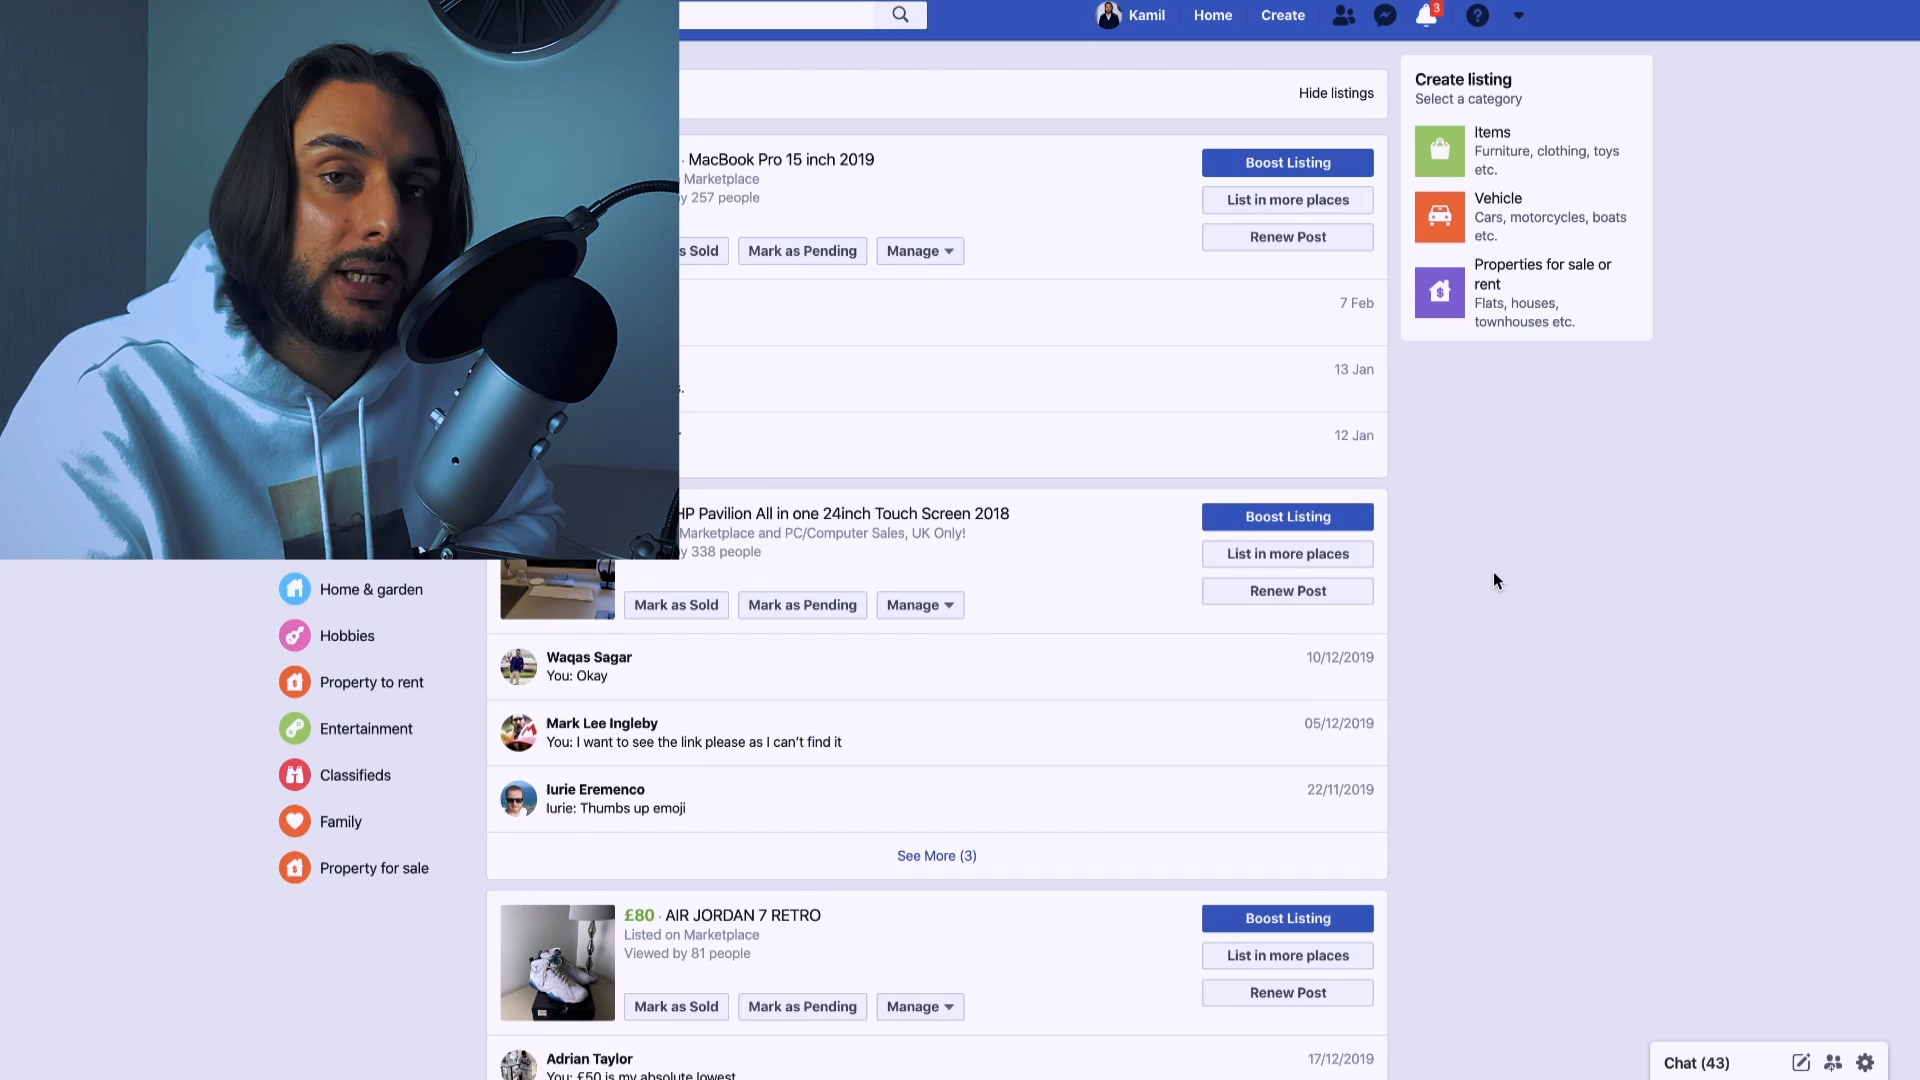 Kamil
Home
Create
3
Hide listings
· MacBook Pro 15 inch 2019
Marketplace
257 people
Sold
Mark as Pending
Manage
Boost Listing
List in more places
Renew Post
7 Feb
13 Jan
12 Jan
Create listing
Select a category
Items
Furniture, clothing, toys
etc.
Vehicle
Cars, motorcycles, boats
etc.
Properties for sale or
rent
Flats, houses,
townhouses etc.
HP Pavilion All in one 24inch Touch Screen 2018
Marketplace and PC/Computer Sales, UK Only!
338 people
Mark as Sold
Mark as Pending
Manage
Boost Listing
List in more places
Renew Post
Home & garden
Hobbies
Property to rent
Entertainment
Classifieds
Family
Property for sale
Waqas Sagar
10/12/2019
You: Okay
Mark Lee Ingleby
05/12/2019
You: I want to see the link please as I can't find it
Iurie Eremenco
22/11/2019
Iurie: Thumbs up emoji
See More (3)
£80 · AIR JORDAN 7 RETRO
Listed on Marketplace
Viewed by 81 people
Mark as Sold
Mark as Pending
Manage
Boost Listing
List in more places
Renew Post
Adrian Taylor
17/12/2019
You: £50 is my absolute lowest
Chat (43)